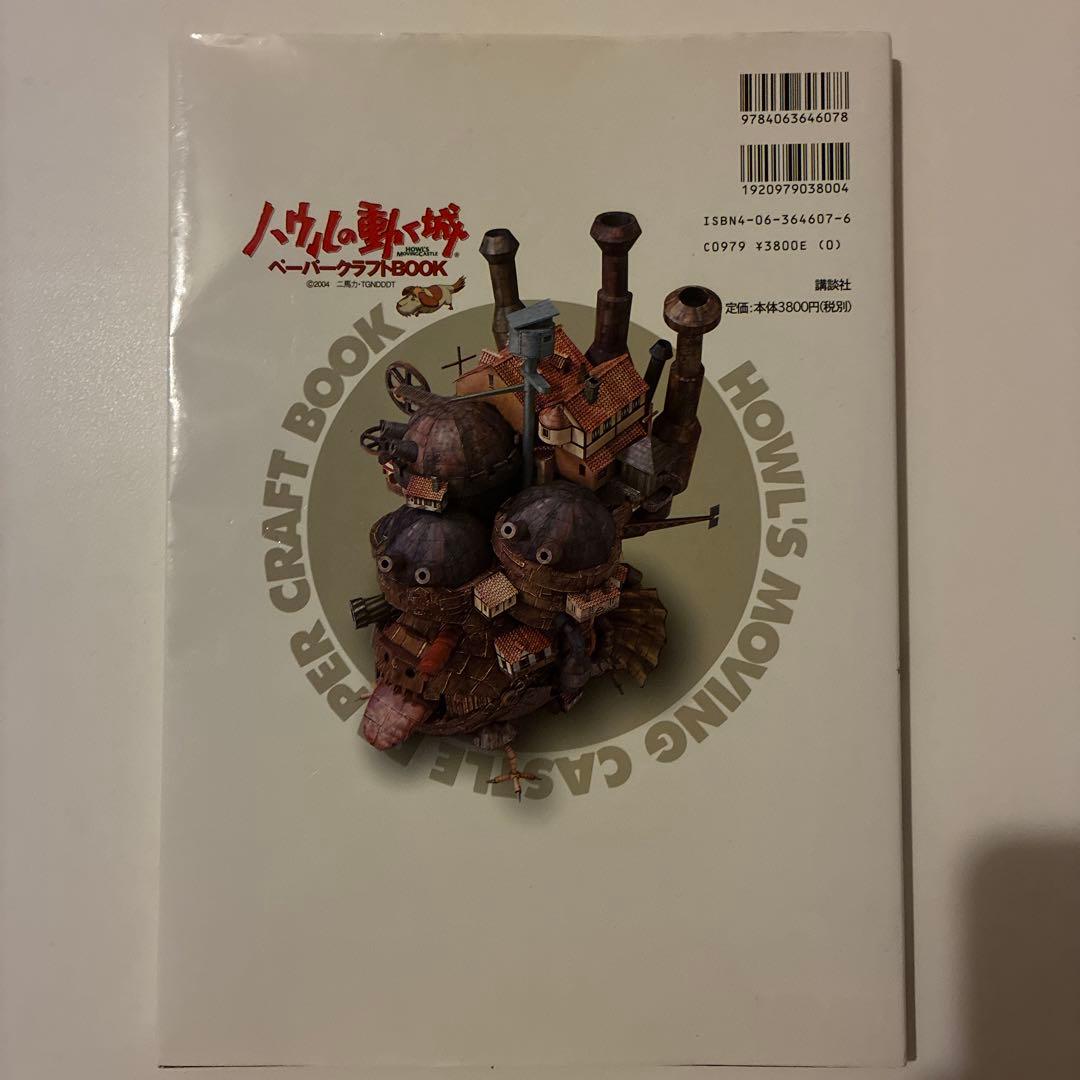 9784063646078
1920979038004
ISBN4-06-364607-6
C0979 ¥3800E (0)
講談社
定価:本体3800円(税別)
ハウルの動く城
HOWL'S
MOVING CASTLE
ペーパークラフトBOOK
©2004 二馬力・TGNDDDT
HOWL'S MOVING CASTLE PER CRAFT BOOK